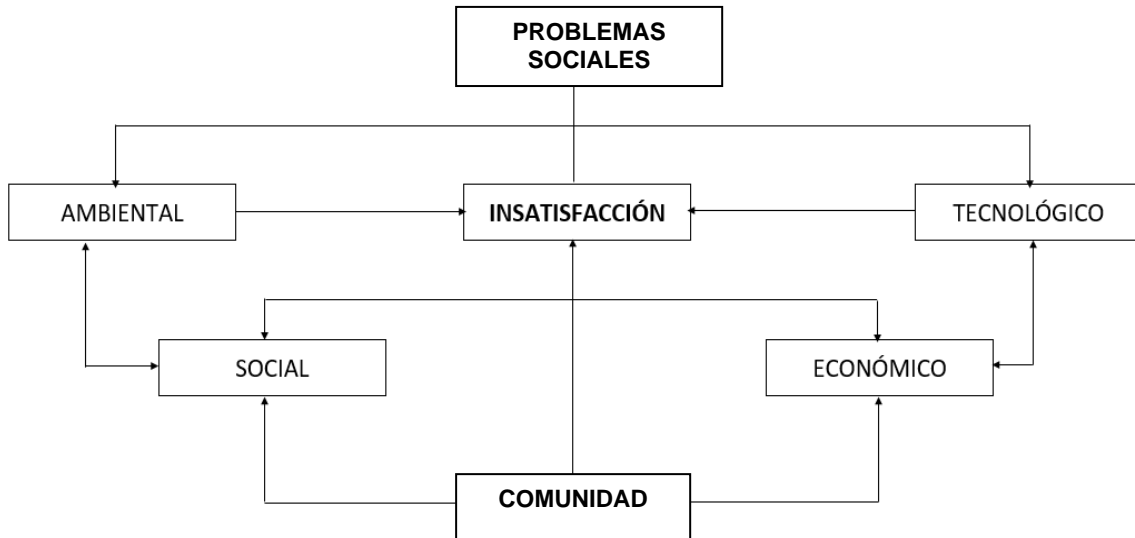 PROBLEMAS
SOCIALES
AMBIENTAL
INSATISFACCIÓN
TECNOLÓGICO
SOCIAL
ECONÓMICO
COMUNIDAD